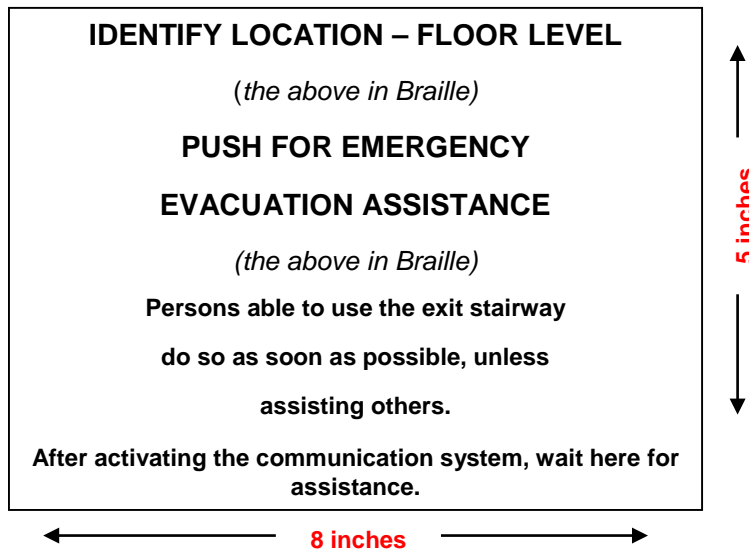 IDENTIFY LOCATION – FLOOR LEVEL
(the above in Braille)
PUSH FOR EMERGENCY
EVACUATION ASSISTANCE
(the above in Braille)
Persons able to use the exit stairway
do so as soon as possible, unless
assisting others.
After activating the communication system, wait here for
assistance.
5 inches
8 inches